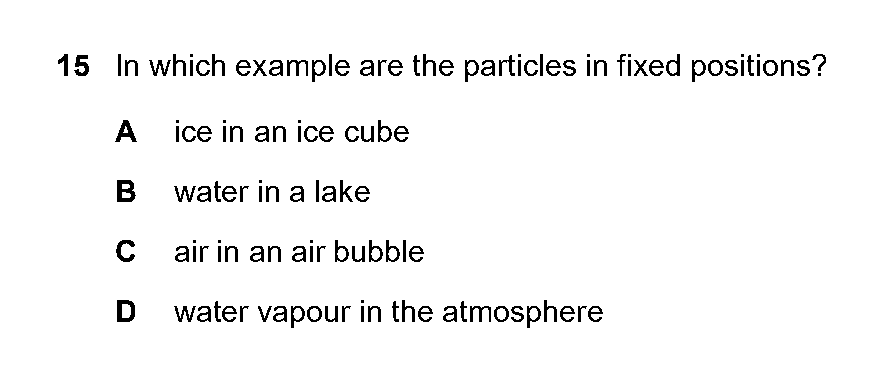 15 In which example are the particles in fixed positions?
A ice in an ice cube
B water in a lake
C air in an air bubble
D water vapour in the atmosphere